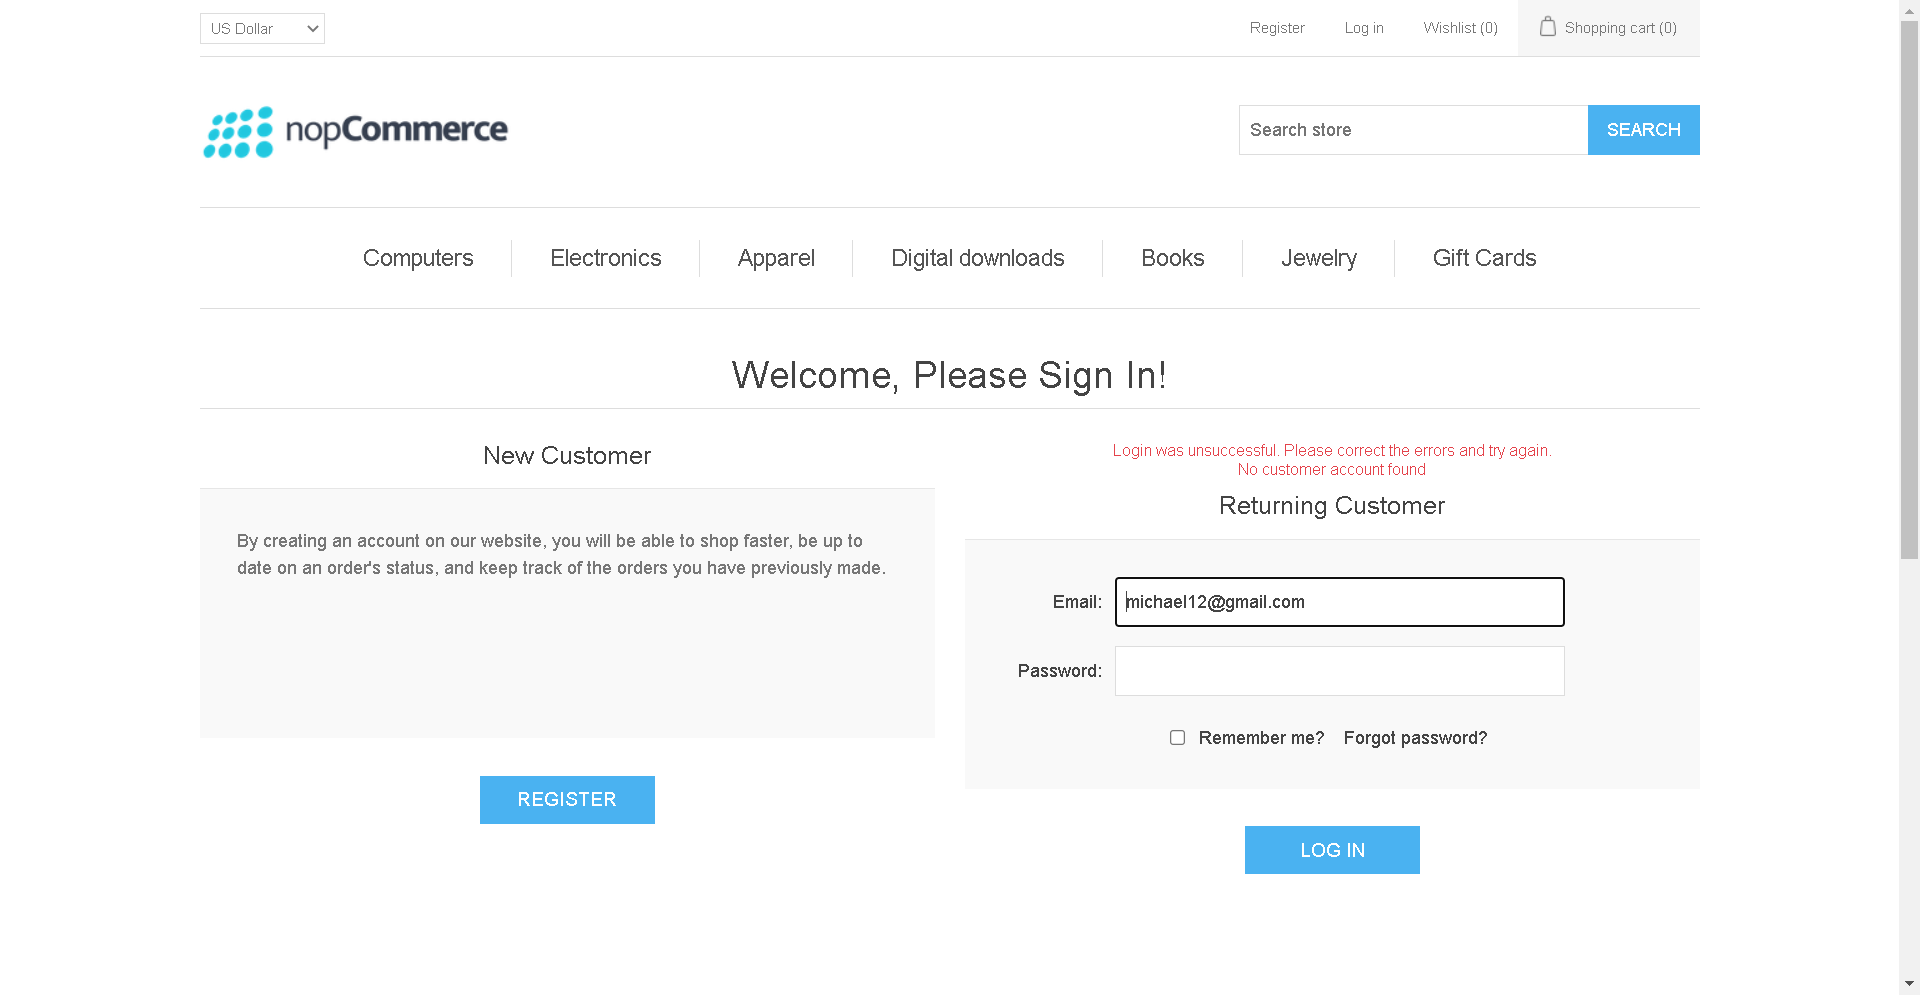 US Dollar
Register
Log in
Wishlist (0)
Shopping cart (0)
nopCommerce
Search store
SEARCH
Computers
Electronics
Apparel
Digital downloads
Books
Jewelry
Gift Cards
Welcome, Please Sign In!
New Customer
By creating an account on our website, you will be able to shop faster, be up to
date on an order's status, and keep track of the orders you have previously made.
REGISTER
Login was unsuccessful. Please correct the errors and try again.
No customer account found
Returning Customer
Email:
michael12@gmail.com
Password:
Remember me?
Forgot password?
LOG IN